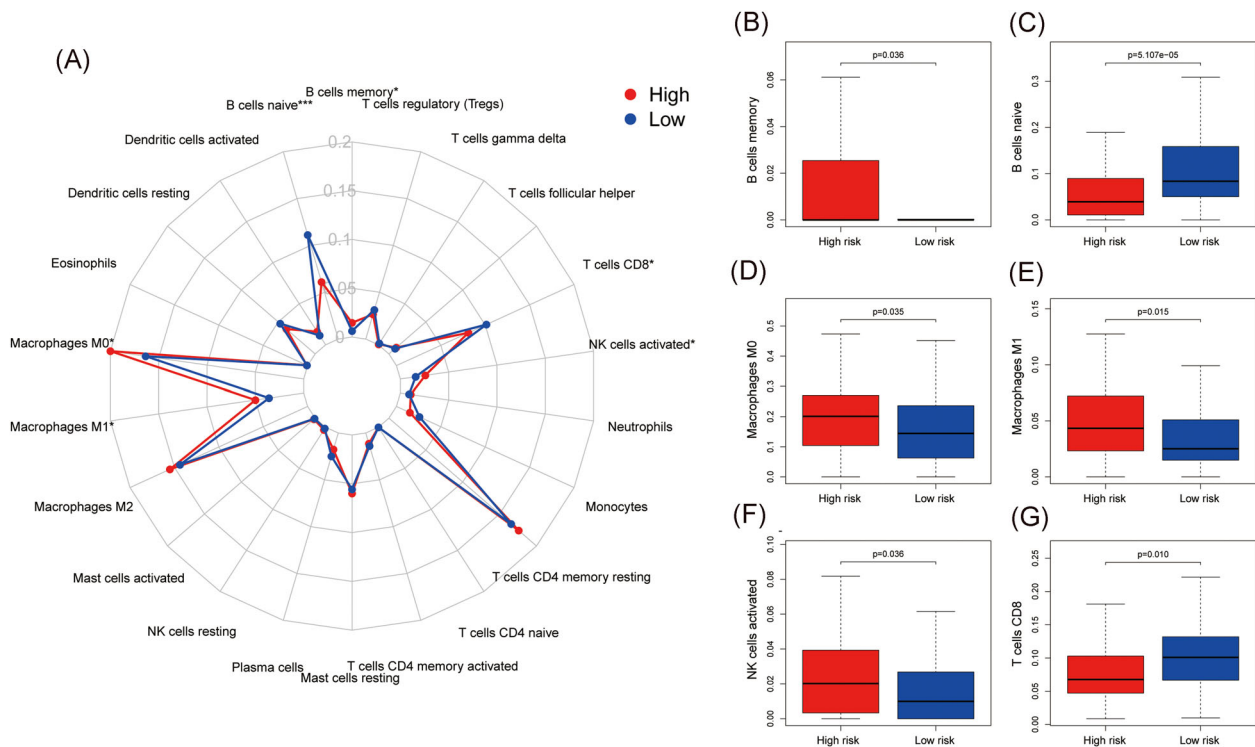 (A)
High
Low
B cells memory*
B cells naive***
T cells regulatory (Tregs)
Dendritic cells activated
T cells gamma delta
Dendritic cells resting
T cells follicular helper
Eosinophils
T cells CD8*
Macrophages M0*
NK cells activated*
Macrophages M1*
Neutrophils
Macrophages M2
Monocytes
Mast cells activated
T cells CD4 memory resting
NK cells resting
T cells CD4 naive
Plasma cells
T cells CD4 memory activated
Mast cells resting
0.2
0.15
0.1
0
(B)
p=0.036
B cells memory
0.06
0.04
0.02
0.00
High risk
Low risk
(C)
p=5.107e−05
B cells naive
0.3
0.2
0.1
0.0
High risk
Low risk
(D)
p=0.035
Macrophages M0
0.5
0.4
0.3
0.2
0.1
0.0
High risk
Low risk
(E)
p=0.015
Macrophages M1
0.15
0.10
0.05
0.00
High risk
Low risk
(F)
p=0.036
NK cells activated
0.10
0.08
0.06
0.04
0.02
0.00
High risk
Low risk
(G)
p=0.010
T cells CD8
0.25
0.20
0.15
0.10
0.05
0.00
High risk
Low risk